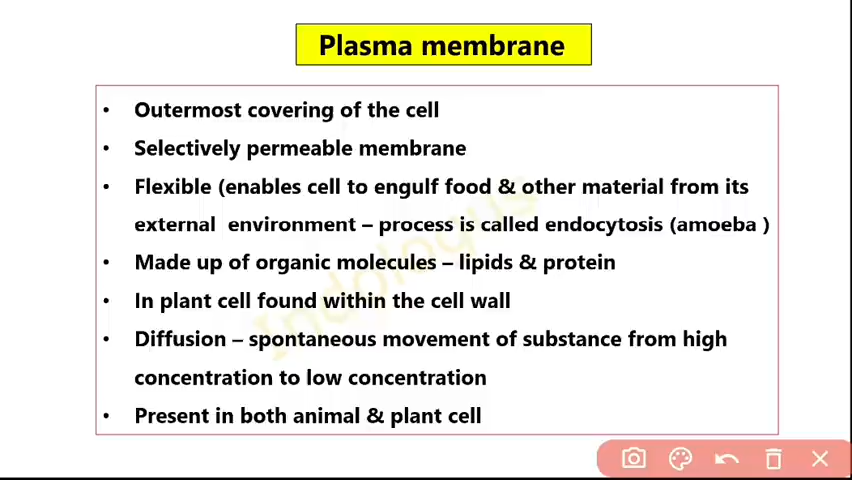 Plasma membrane
• Outermost covering of the cell
• Selectively permeable membrane
• Flexible (enables cell to engulf food & other material from its
external environment – process is called endocytosis (amoeba )
• Made up of organic molecules – lipids & protein
• In plant cell found within the cell wall
• Diffusion – spontaneous movement of substance from high
concentration to low concentration
• Present in both animal & plant cell
Indologus